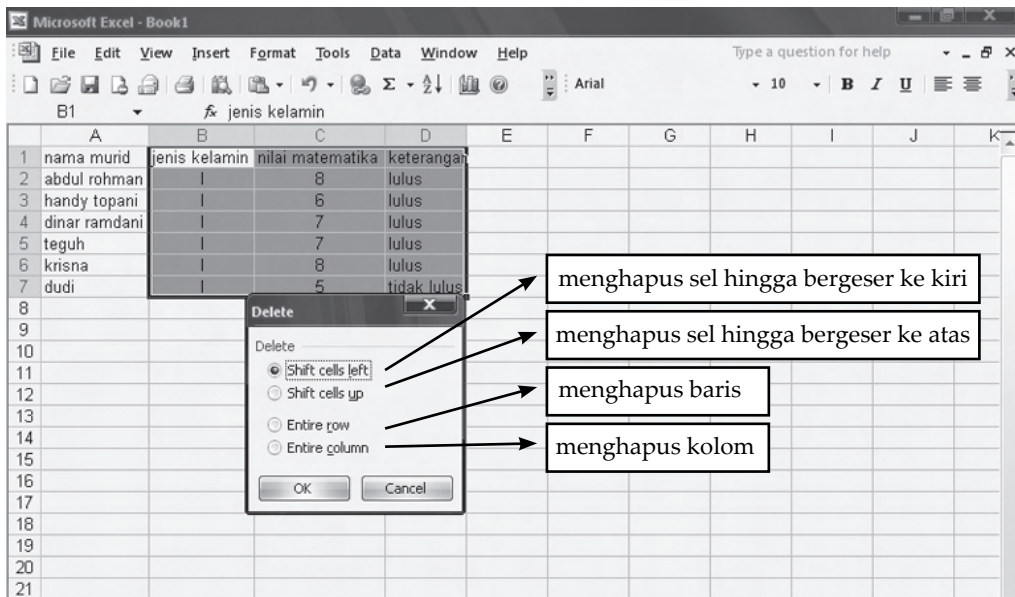 Microsoft Excel - Book1
File Edit View Insert Format Tools Data Window Help Type a question for help
Arial 10 B I U
B1 fx jenis kelamin
A B C D E F G H I J K
1 nama murid jenis kelamin nilai matematika keterangan
2 abdul rohman l 8 lulus
3 handy topani l 6 lulus
4 dinar ramdani l 7 lulus
5 teguh l 7 lulus
6 krisna l 8 lulus
7 dudi l 5 tidak lulus
8
9
10
11
12
13
14
15
16
17
18
19
20
21
Delete
Delete
Shift cells left
Shift cells up
Entire row
Entire column
OK Cancel
menghapus sel hingga bergeser ke kiri
menghapus sel hingga bergeser ke atas
menghapus baris
menghapus kolom